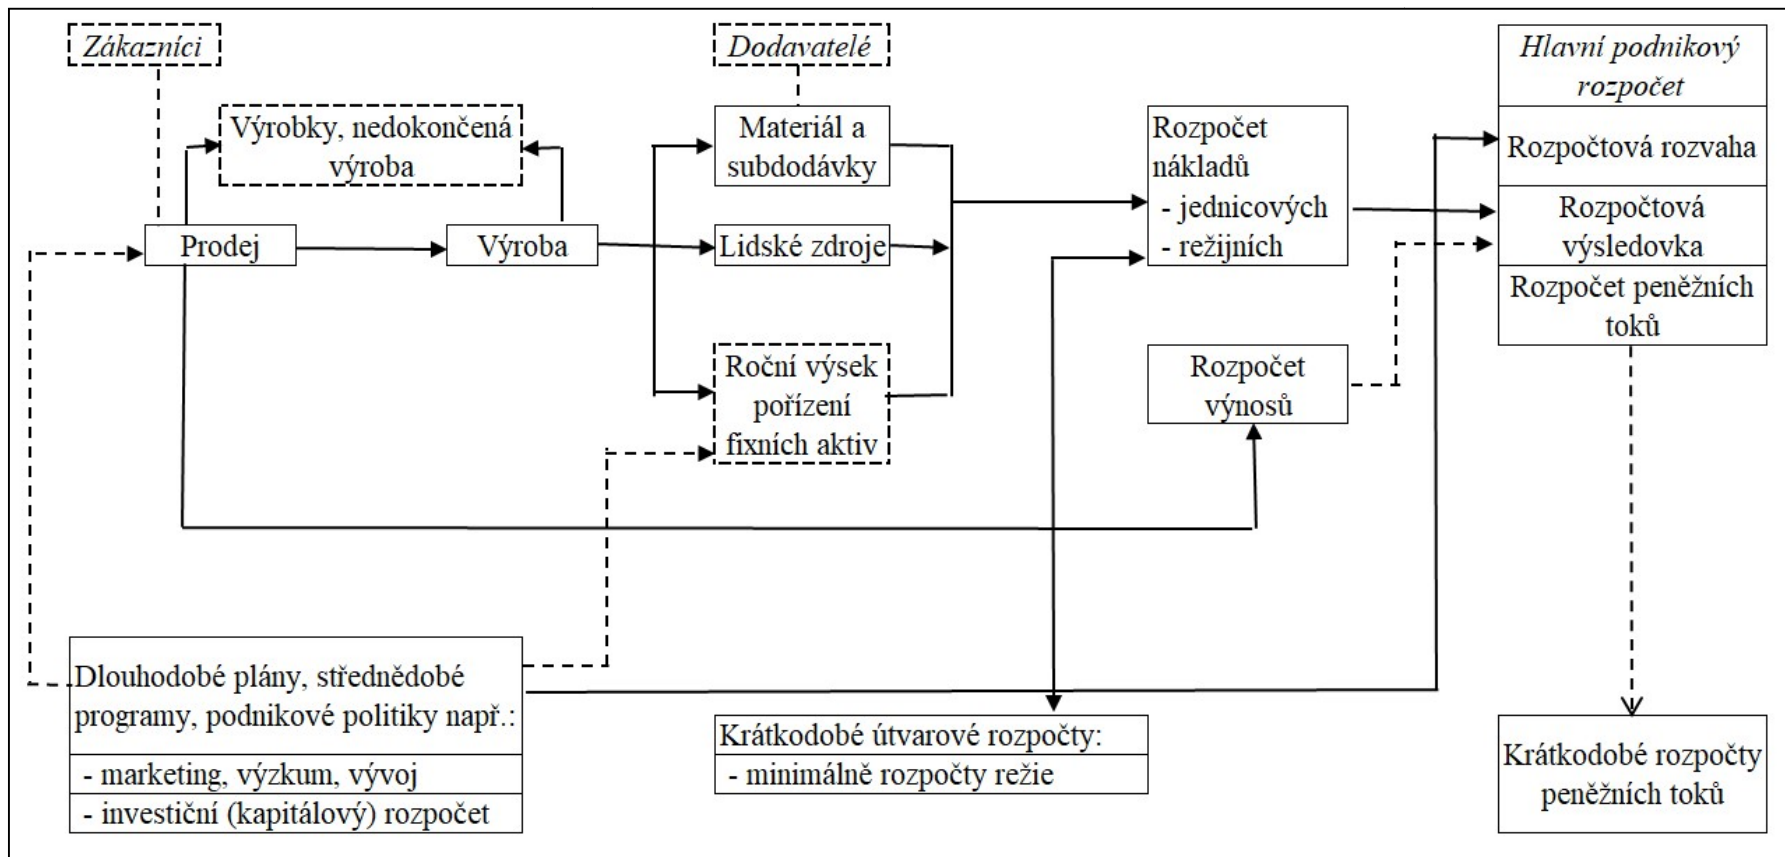 Zákazníci
Dodavatelé
Hlavní podnikový
rozpočet
Výrobky, nedokončená
výroba
Materiál a
subdodávky
Rozpočet
nákladů
- jednicových
- režijních
Rozpočtová rozvaha
Rozpočtová
výsledovka
Rozpočet peněžních
toků
Prodej
Výroba
Lidské zdroje
Roční výsek
pořízení
fixních aktiv
Rozpočet
výnosů
Dlouhodobé plány, střednědobé
programy, podnikové politiky např.:
- marketing, výzkum, vývoj
- investiční (kapitálový) rozpočet
Krátkodobé útvarové rozpočty:
- minimálně rozpočty režie
Krátkodobé rozpočty
peněžních toků